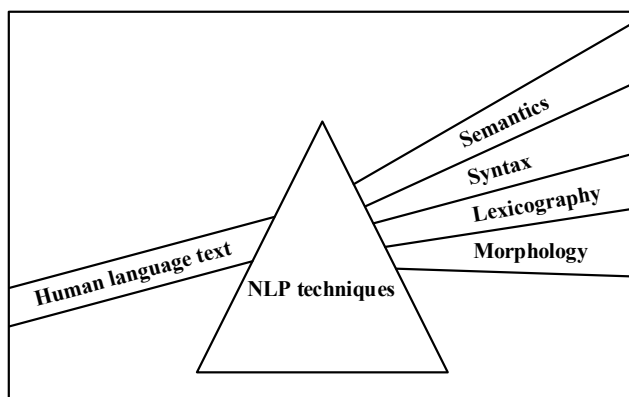 Semantics
Syntax
Lexicography
Morphology
Human language text
NLP techniques